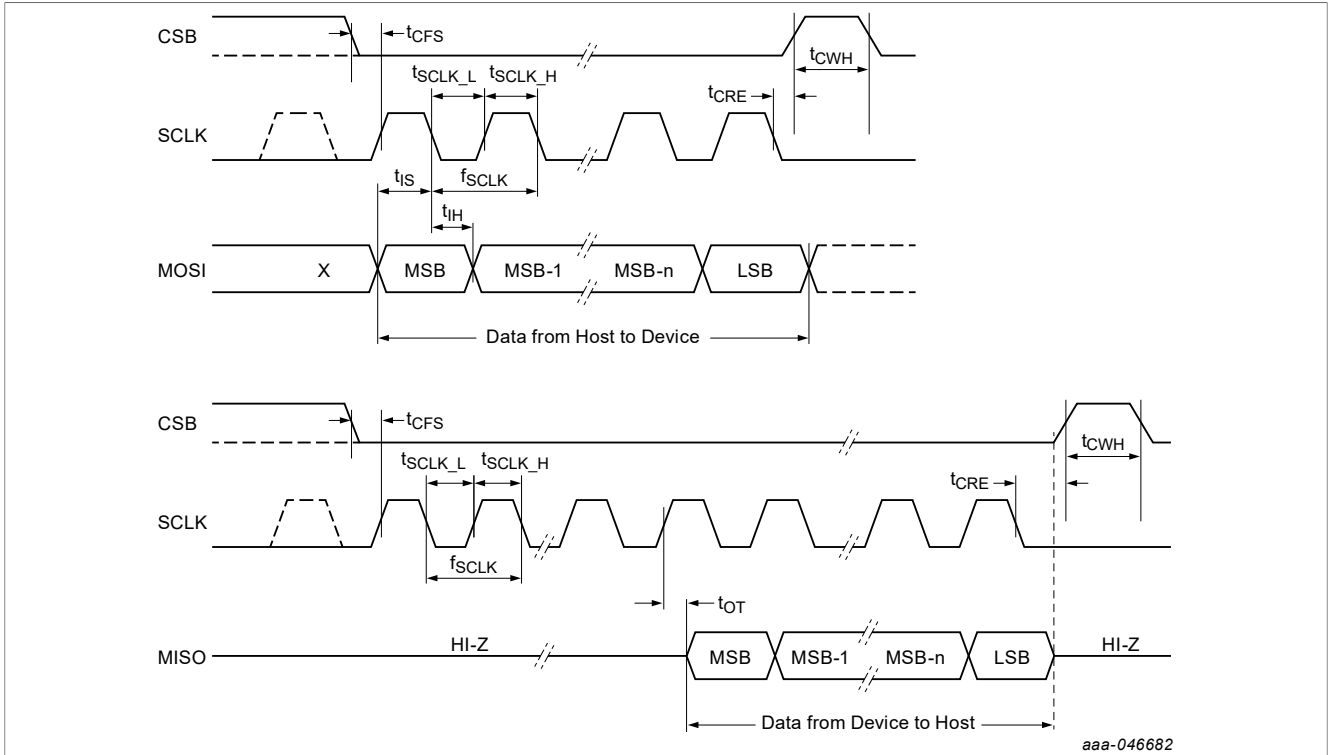 CSB
tCFS
tCWH
tSCLK_L
tSCLK_H
tCRE
SCLK
tIS
fSCLK
tIH
MOSI
X
MSB
MSB-1
MSB-n
LSB
Data from Host to Device
CSB
tCFS
tCWH
tSCLK_L
tSCLK_H
tCRE
SCLK
fSCLK
tOT
MISO
HI-Z
MSB
MSB-1
MSB-n
LSB
HI-Z
Data from Device to Host
aaa-046682